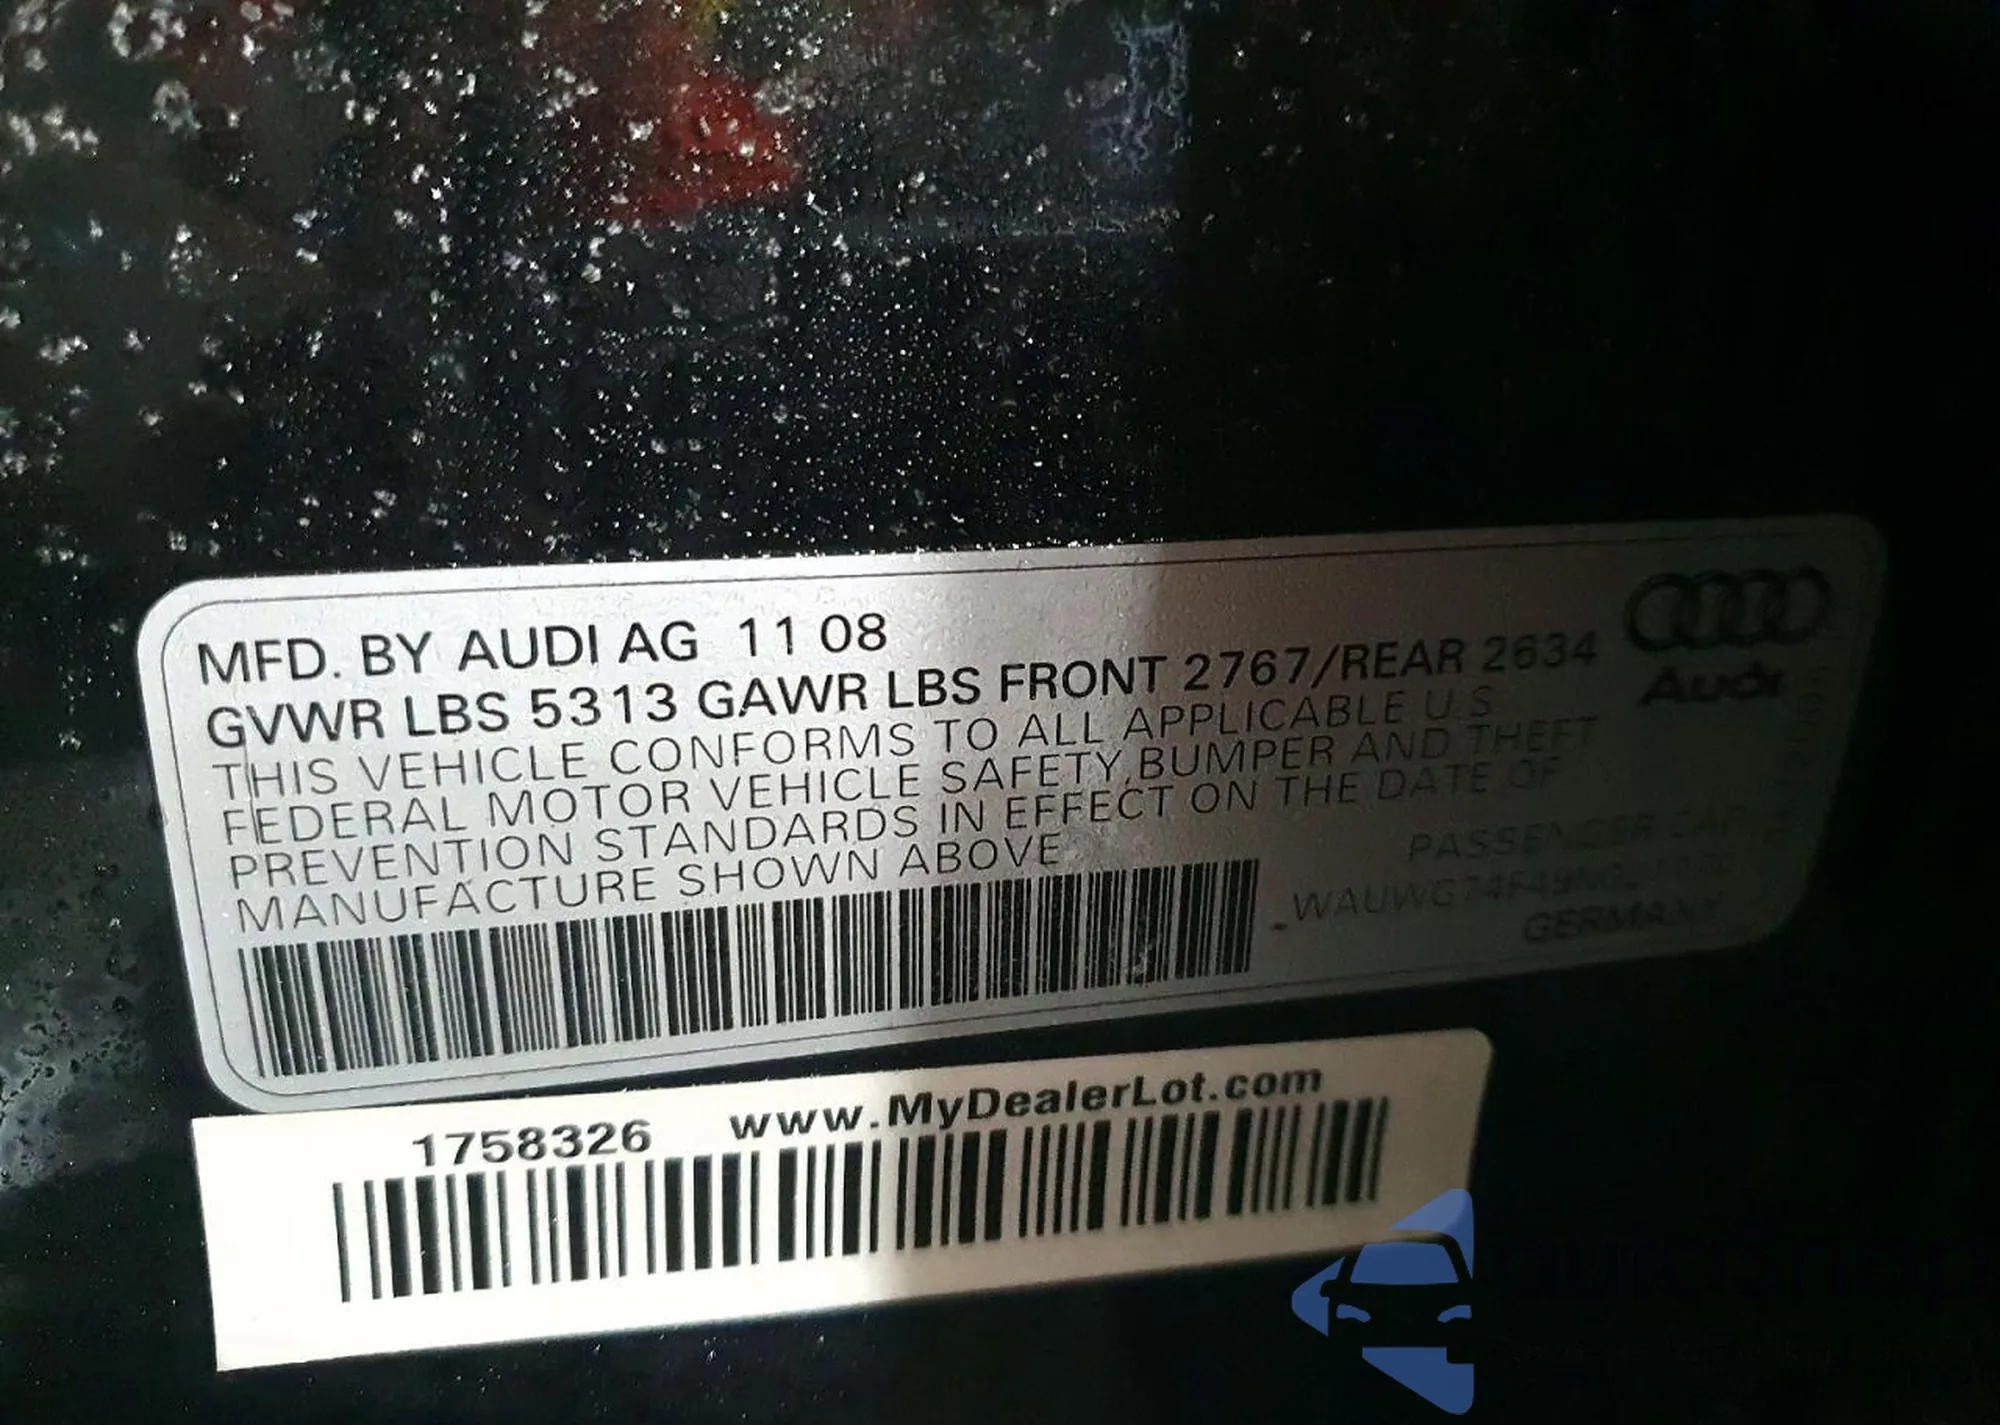 MFD. BY AUDI AG 11 08
GVWR LBS 5313 GAWR LBS FRONT 2767/REAR 2634
Audi
THIS VEHICLE CONFORMS TO ALL APPLICABLE U S
FEDERAL MOTOR VEHICLE SAFETY,BUMPER AND THEFT
PREVENTION STANDARDS IN EFFECT ON THE DATE OF
MANUFACTURE SHOWN ABOVE
PASSENGER CAR
GERMANY
1758326 www.MyDealerLot.com